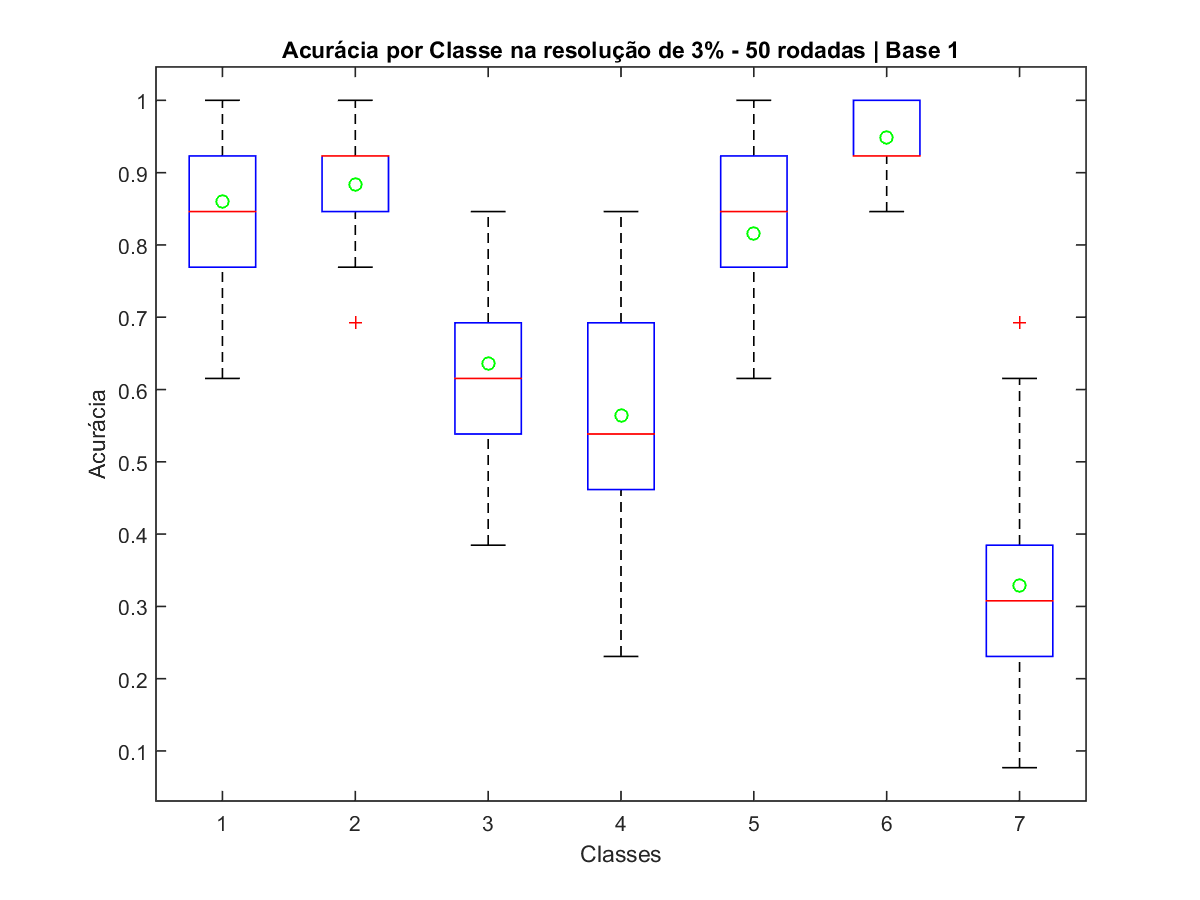 Acurácia por Classe na resolução de 3% - 50 rodadas | Base 1
Acurácia
1
0.9
0.8
0.7
0.6
0.5
0.4
0.3
0.2
0.1
1 2 3 4 5 6 7
Classes